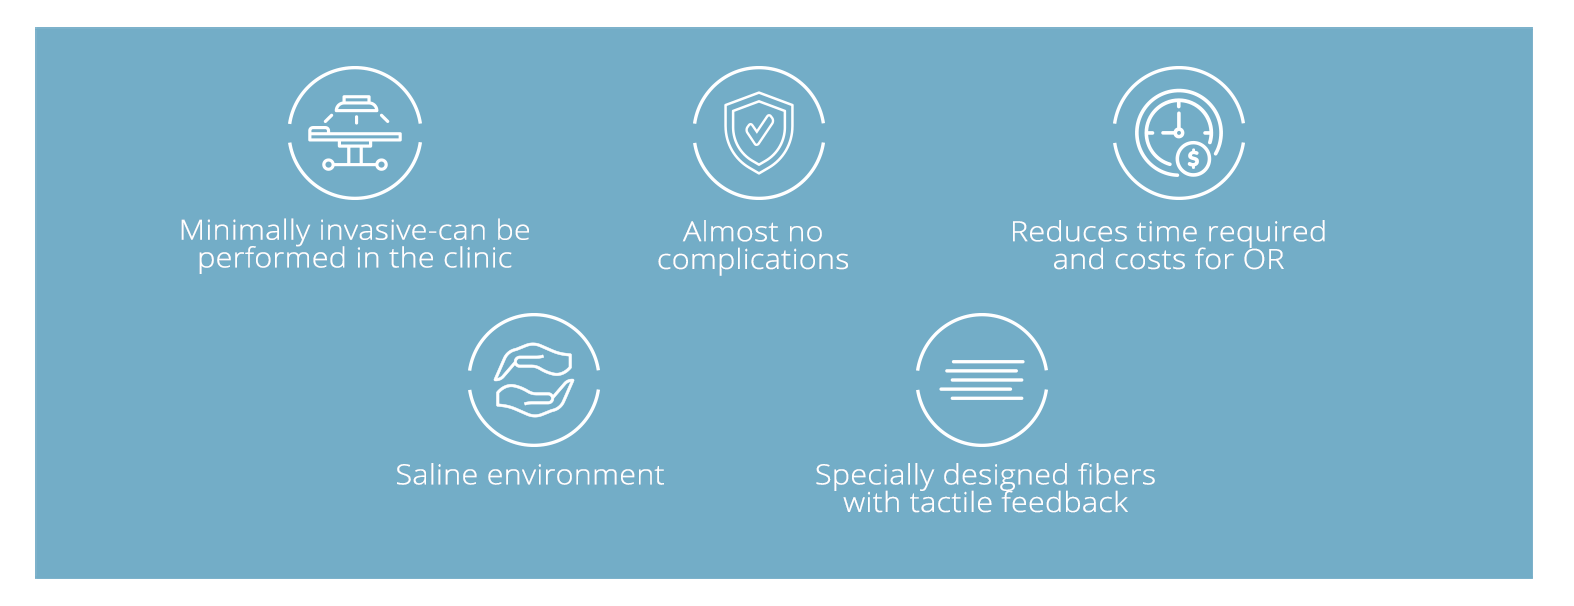 Minimally invasive-can be
performed in the clinic
Almost no
complications
$
Reduces time required
and costs for OR
Saline environment
Specially designed fibers
with tactile feedback